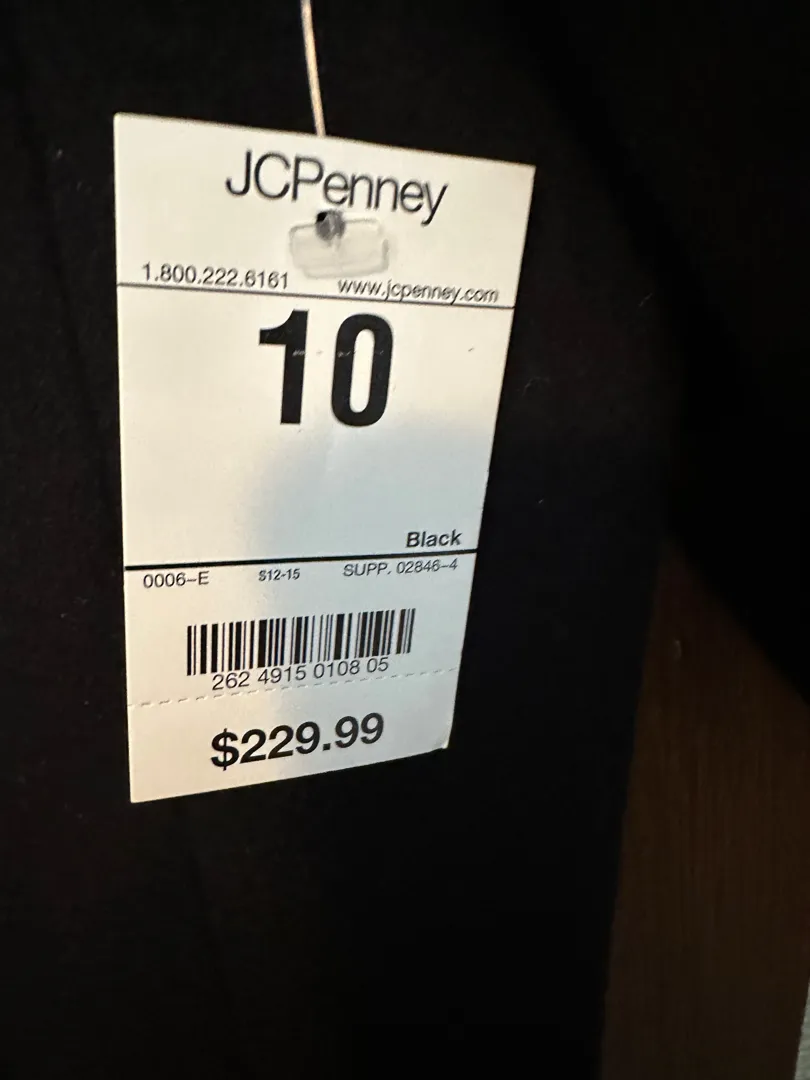 JCPenney
1.800.222.6161 www.jcpenney.com
10
Black
0006-E S12-15 SUPP. 02846-4
262 4915 0108 05
$229.99